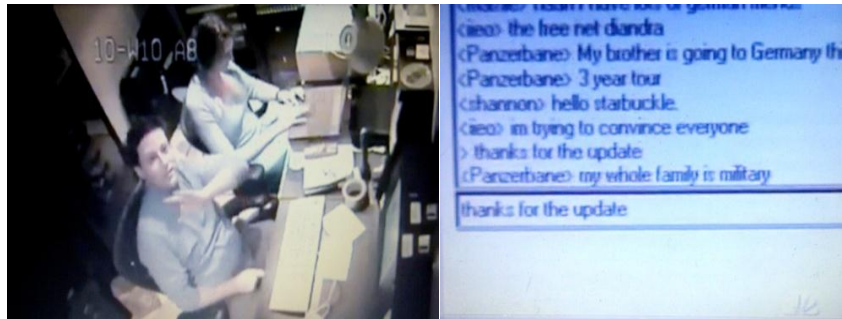 10-W10 AB
<ieo> the free net diandra
<Panzerbane> My brother is going to Germany thi
<Panzerbane> 3 year tour
<shannon> hello starbuckle.
<ieo> im trying to convince everyone
> thanks for the update
<Panzerbane> my whole family is military
thanks for the update